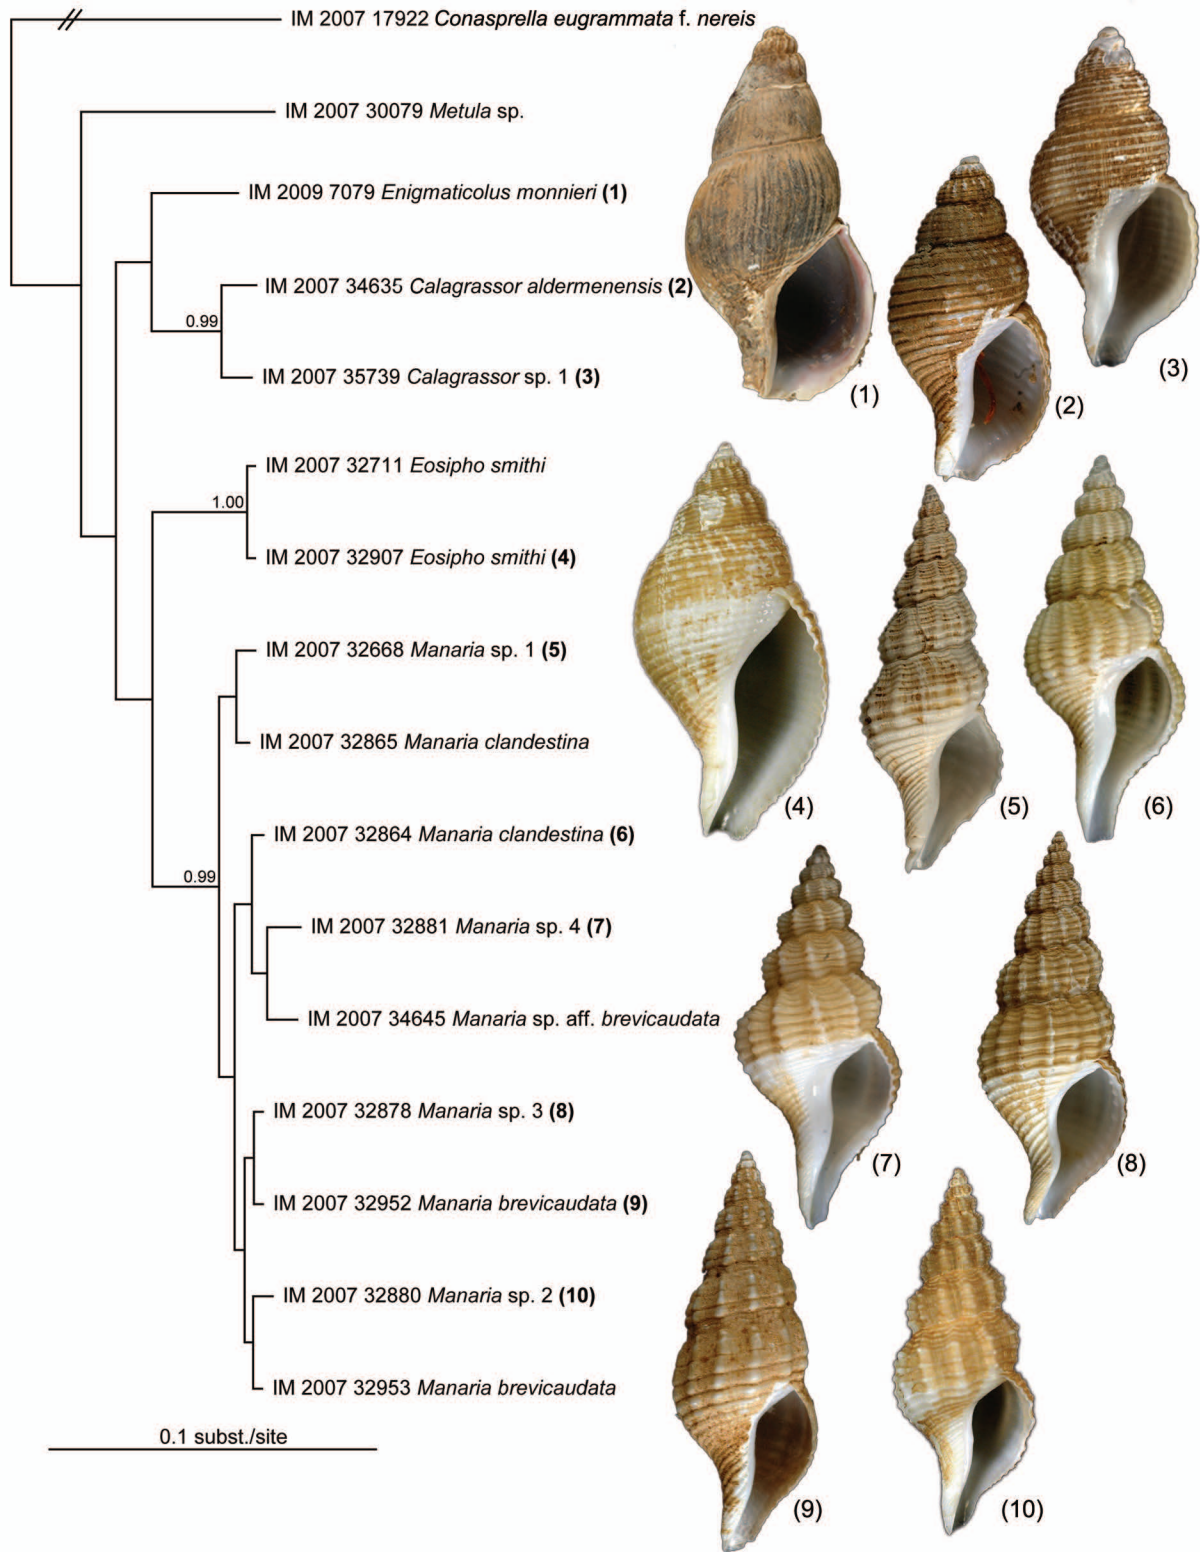 IM 2007 17922 Conasprella eugrammata f. nereis
IM 2007 30079 Metula sp.
IM 2009 7079 Enigmaticolus monnieri (1)
IM 2007 34635 Calagrassor aldermenensis (2)
0.99
IM 2007 35739 Calagrassor sp. 1 (3)
(1)
(2)
(3)
IM 2007 32711 Eosipho smithi
1.00
IM 2007 32907 Eosipho smithi (4)
IM 2007 32668 Manaria sp. 1 (5)
IM 2007 32865 Manaria clandestina
(4)
(5)
(6)
IM 2007 32864 Manaria clandestina (6)
0.99
IM 2007 32881 Manaria sp. 4 (7)
IM 2007 34645 Manaria sp. aff. brevicaudata
IM 2007 32878 Manaria sp. 3 (8)
(7)
(8)
IM 2007 32952 Manaria brevicaudata (9)
IM 2007 32880 Manaria sp. 2 (10)
IM 2007 32953 Manaria brevicaudata
0.1 subst./site
(9)
(10)